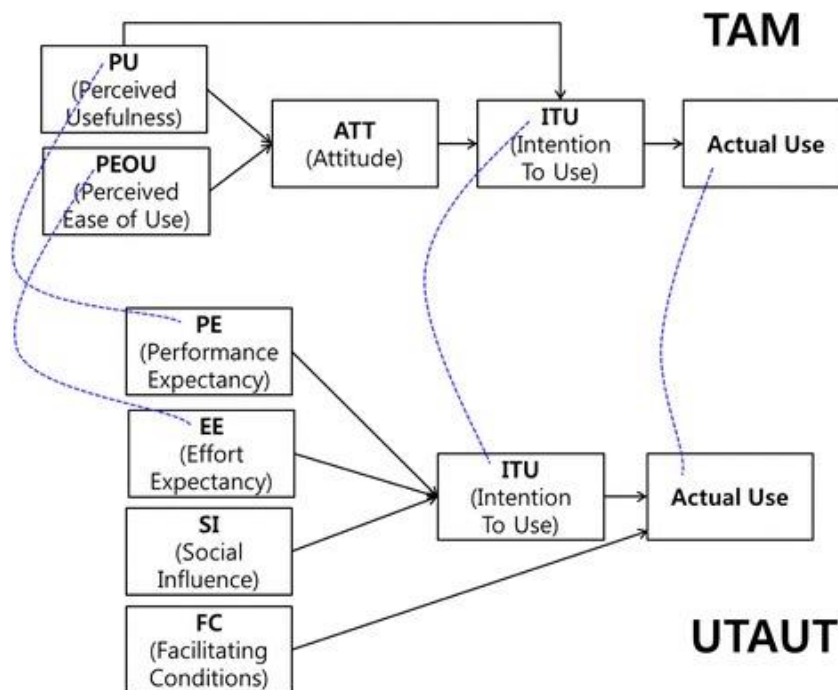 TAM
PU
(Perceived
Usefulness)
PEOU
(Perceived
Ease of Use)
ATT
(Attitude)
ITU
(Intention
To Use)
Actual Use
PE
(Performance
Expectancy)
EE
(Effort
Expectancy)
SI
(Social
Influence)
FC
(Facilitating
Conditions)
ITU
(Intention
To Use)
Actual Use
UTAUT